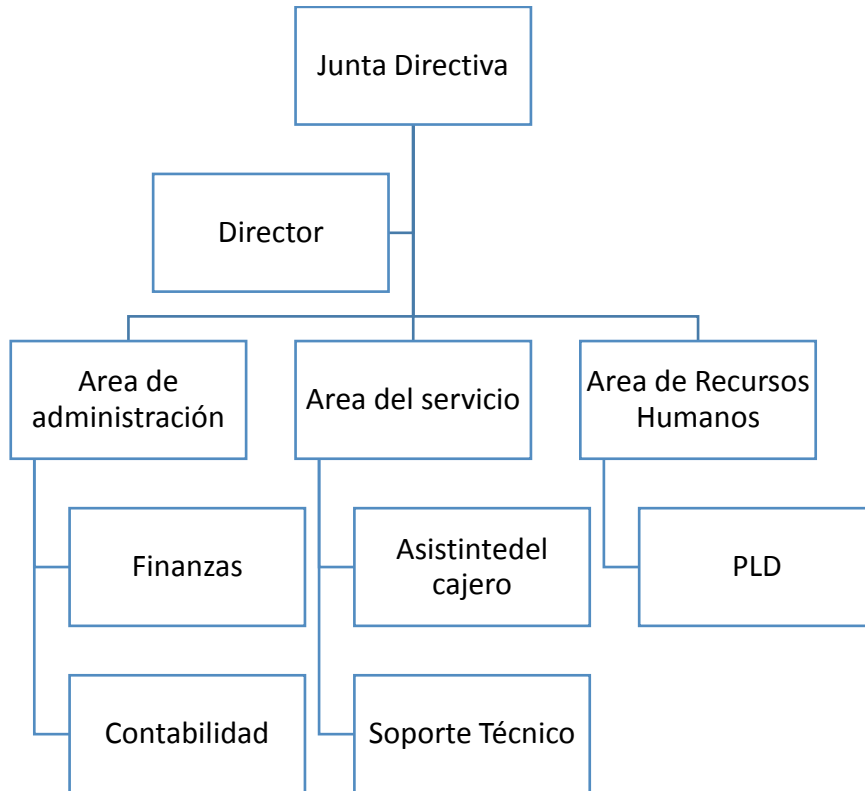 Junta Directiva
Director
Area de
administración
Area del servicio
Area de Recursos
Humanos
Finanzas
Asistintedel
cajero
PLD
Contabilidad
Soporte Técnico